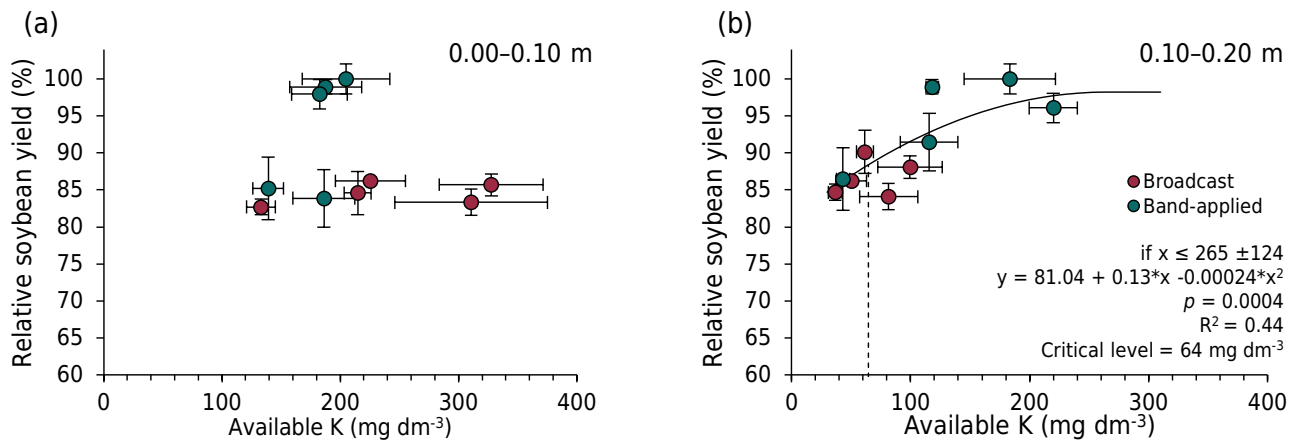 (a)
0.00–0.10 m
Relative soybean yield (%)
100
95
90
85
80
75
70
65
60
0 100 200 300 400
Available K (mg dm-3)
(b)
0.10–0.20 m
Relative soybean yield (%)
100
95
90
85
80
75
70
65
60
Broadcast
Band-applied
if x ≤ 265 ±124
y = 81.04 + 0.13*x -0.00024*x2
p = 0.0004
R2 = 0.44
Critical level = 64 mg dm-3
0 100 200 300 400
Available K (mg dm-3)